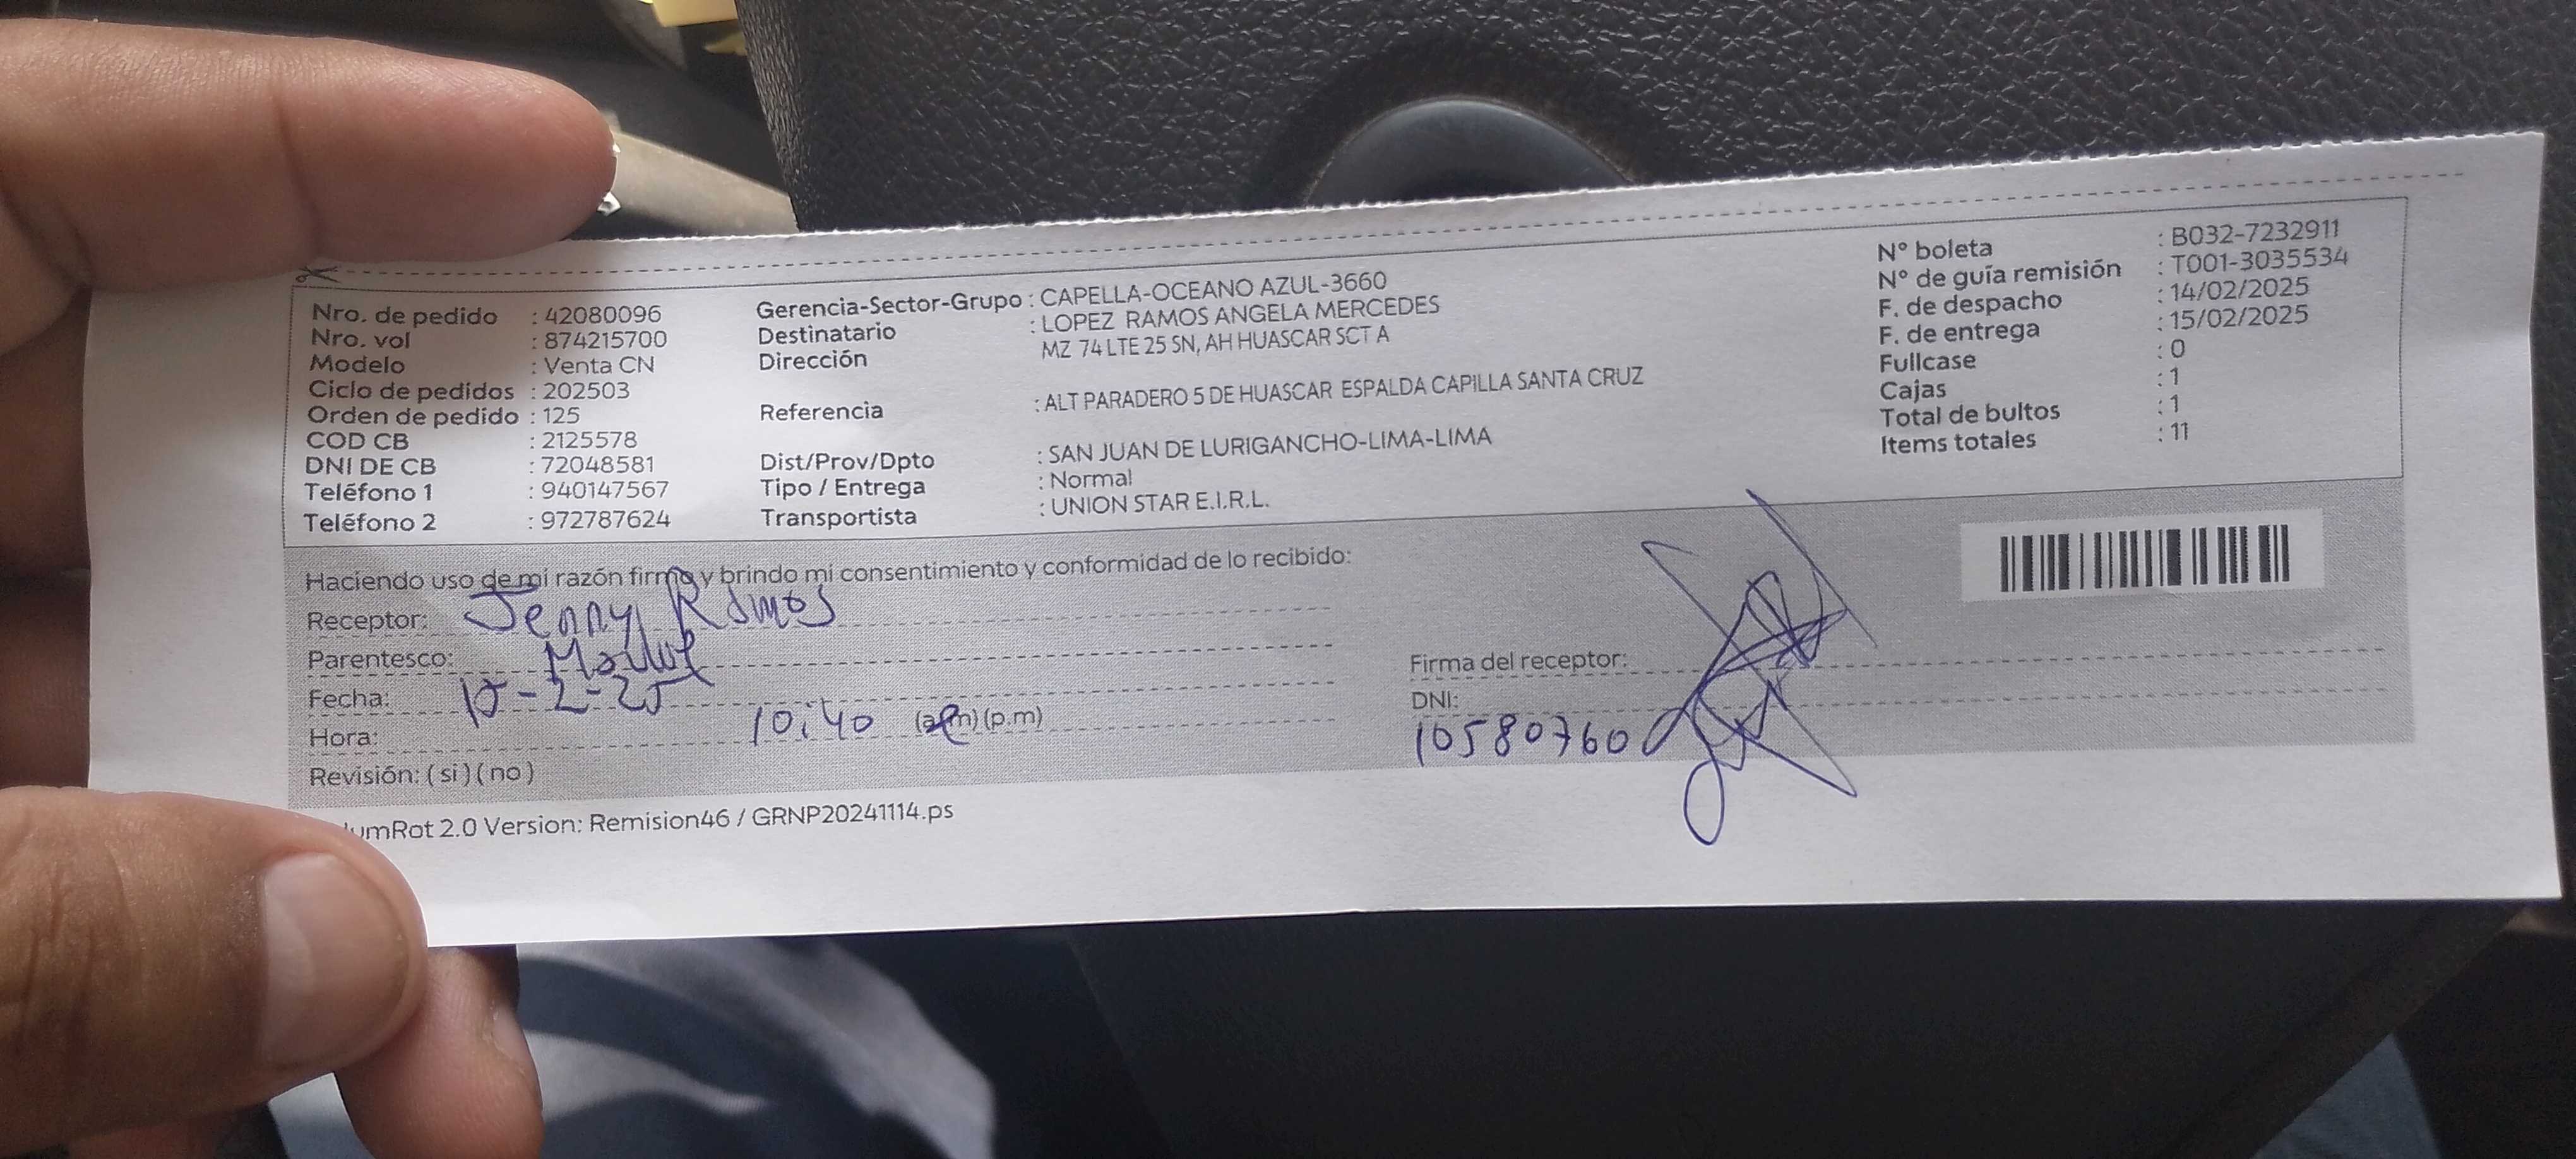 Nro. de pedido : 42080096
Nro. vol : 874215700
Modelo : Venta CN
Ciclo de pedidos : 202503
Orden de pedido : 125
COD CB : 2125578
DNI DE CB : 72048581
Teléfono 1 : 940147567
Teléfono 2 : 972787624
Gerencia-Sector-Grupo : CAPELLA-OCEANO AZUL-3660
Destinatario : LOPEZ RAMOS ANGELA MERCEDES
Dirección MZ 74 LTE 25 SN, AH HUASCAR SCT A
Referencia : ALT PARADERO 5 DE HUASCAR ESPALDA CAPILLA SANTA CRUZ
Dist/Prov/Dpto : SAN JUAN DE LURIGANCHO-LIMA-LIMA
Tipo / Entrega : Normal
Transportista : UNION STAR E.I.R.L.
N° boleta : B032-7232911
N° de guía remisión : T001-3035534
F. de despacho : 14/02/2025
F. de entrega : 15/02/2025
Fullcase : 0
Cajas : 1
Total de bultos : 1
Items totales : 11
Haciendo uso de mi razón firmo y brindo mi consentimiento y conformidad de lo recibido:
Receptor: Jenny Ramos
Parentesco:
Fecha: 15-2-25
Hora: 10:40 (a.m) (p.m)
Revisión: ( si ) ( no )
Firma del receptor:
DNI:
10580760
umRot 2.0 Version: Remision46 / GRNP20241114.ps